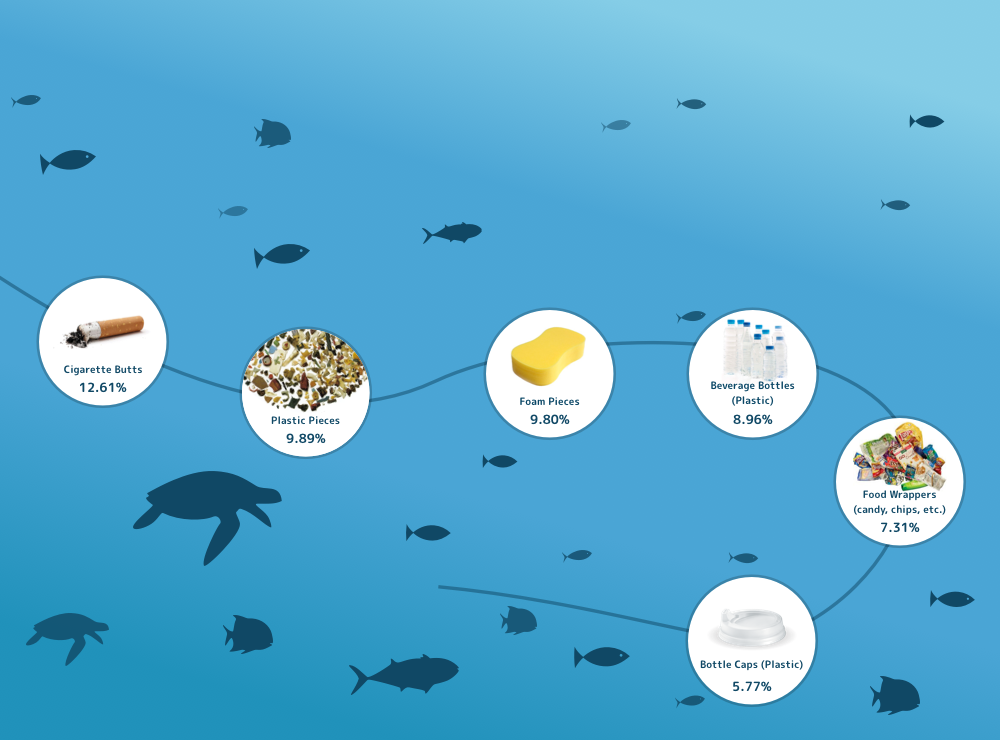 Cigarette Butts
12.61%
Plastic Pieces
9.89%
Foam Pieces
9.80%
Beverage Bottles
(Plastic)
8.96%
Food Wrappers
(candy, chips, etc.)
7.31%
Bottle Caps (Plastic)
5.77%